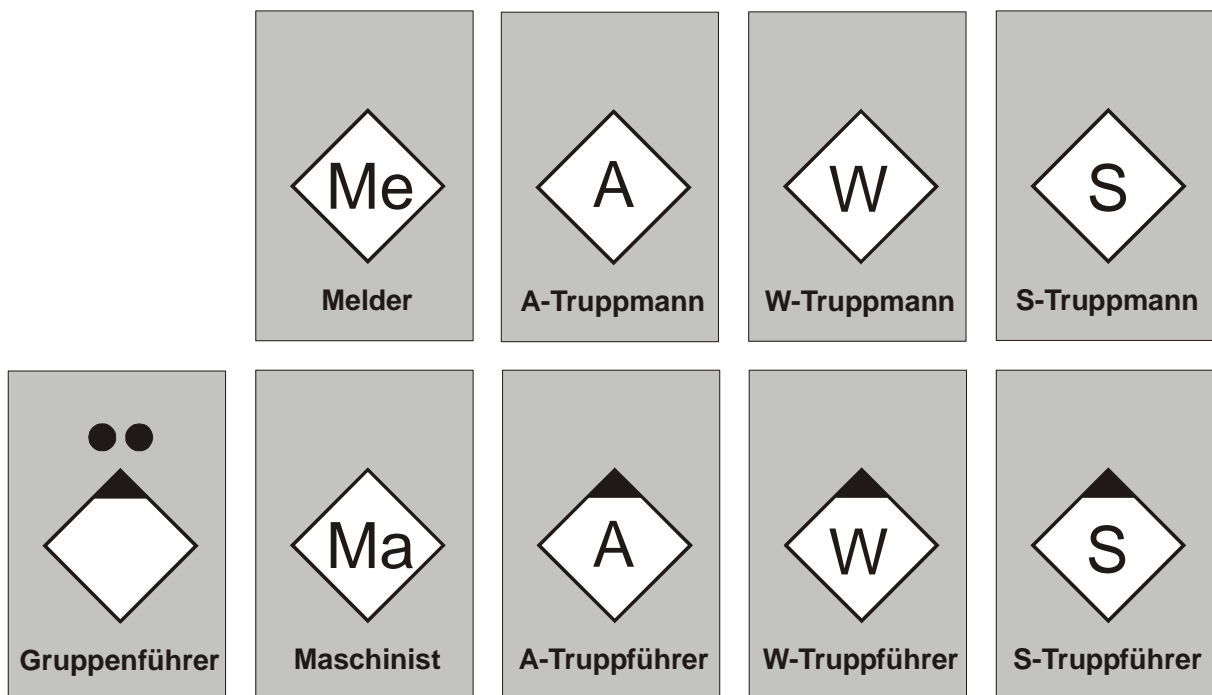 Me
A
W
S
Melder
A-Truppmann
W-Truppmann
S-Truppmann
Ma
A
W
S
Gruppenführer
Maschinist
A-Truppführer
W-Truppführer
S-Truppführer